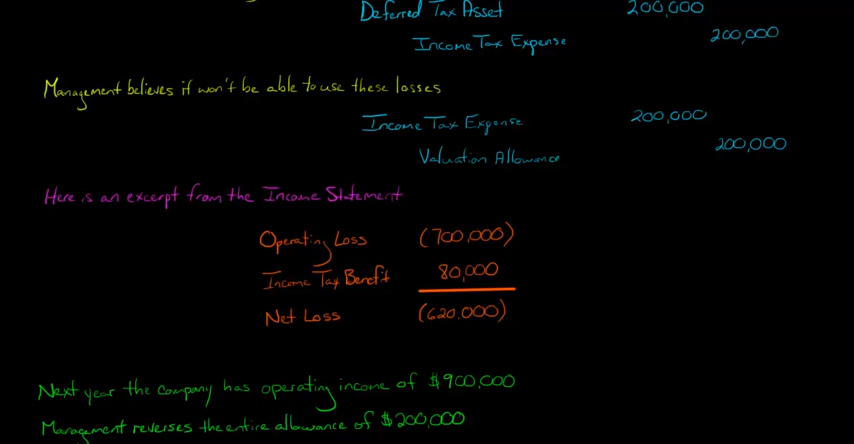 Deferred Tax Asset 200,000
Income Tax Expense 200,000
Management believes it won't be able to use these losses
Income Tax Expense 200,000
Valuation Allowance 200,000
Here is an excerpt from the Income Statement
Operating Loss (700,000)
Income Tax Benefit 80,000
Net Loss (620,000)
Next year the company has operating income of $900,000
Management reverses the entire allowance of $200,000